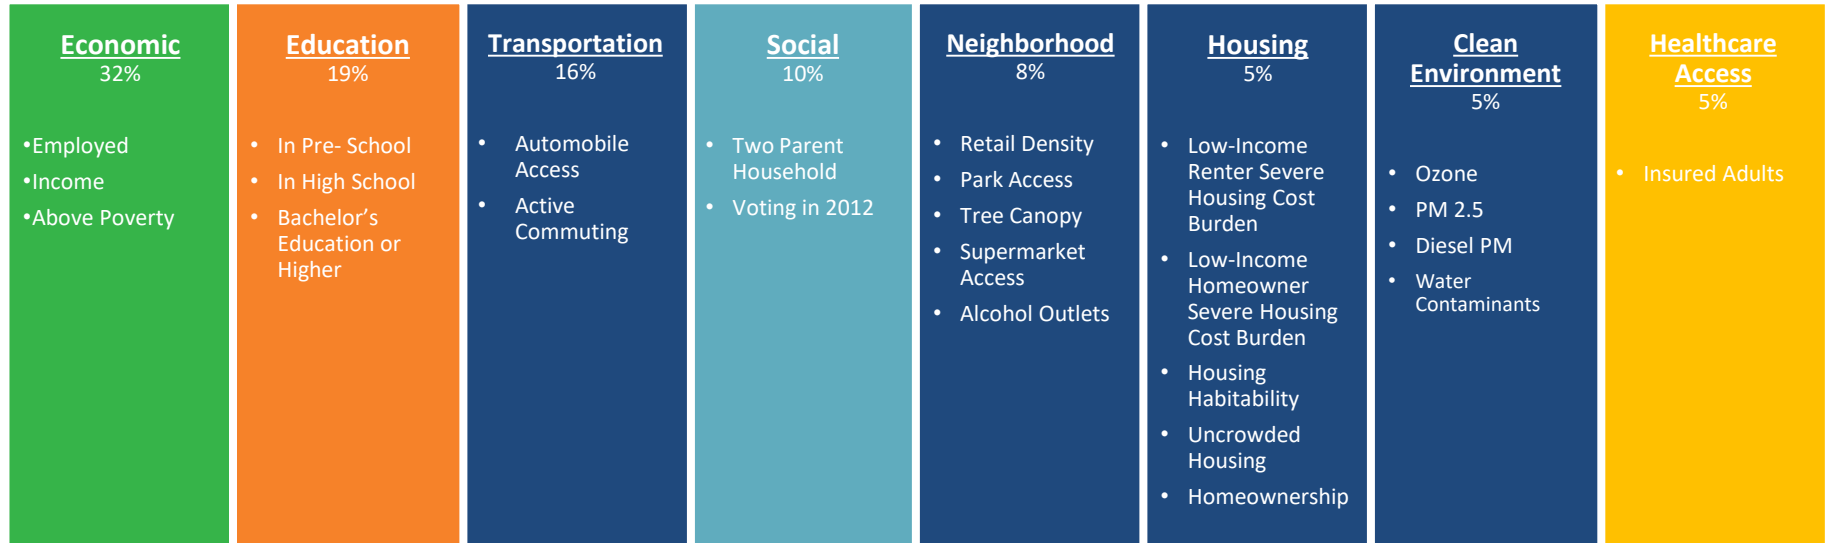 Economic
32%
•Employed
•Income
•Above Poverty
Education
19%
• In Pre- School
• In High School
• Bachelor's
Education or
Higher
Transportation
16%
• Automobile
Access
• Active
Commuting
Social
10%
• Two Parent
Household
• Voting in 2012
Neighborhood
8%
• Retail Density
• Park Access
• Tree Canopy
• Supermarket
Access
• Alcohol Outlets
Housing
5%
• Low-Income
Renter Severe
Housing Cost
Burden
• Low-Income
Homeowner
Severe Housing
Cost Burden
• Housing
Habitability
• Uncrowded
Housing
• Homeownership
Clean
Environment
5%
• Ozone
• PM 2.5
• Diesel PM
• Water
Contaminants
Healthcare
Access
5%
• Insured Adults